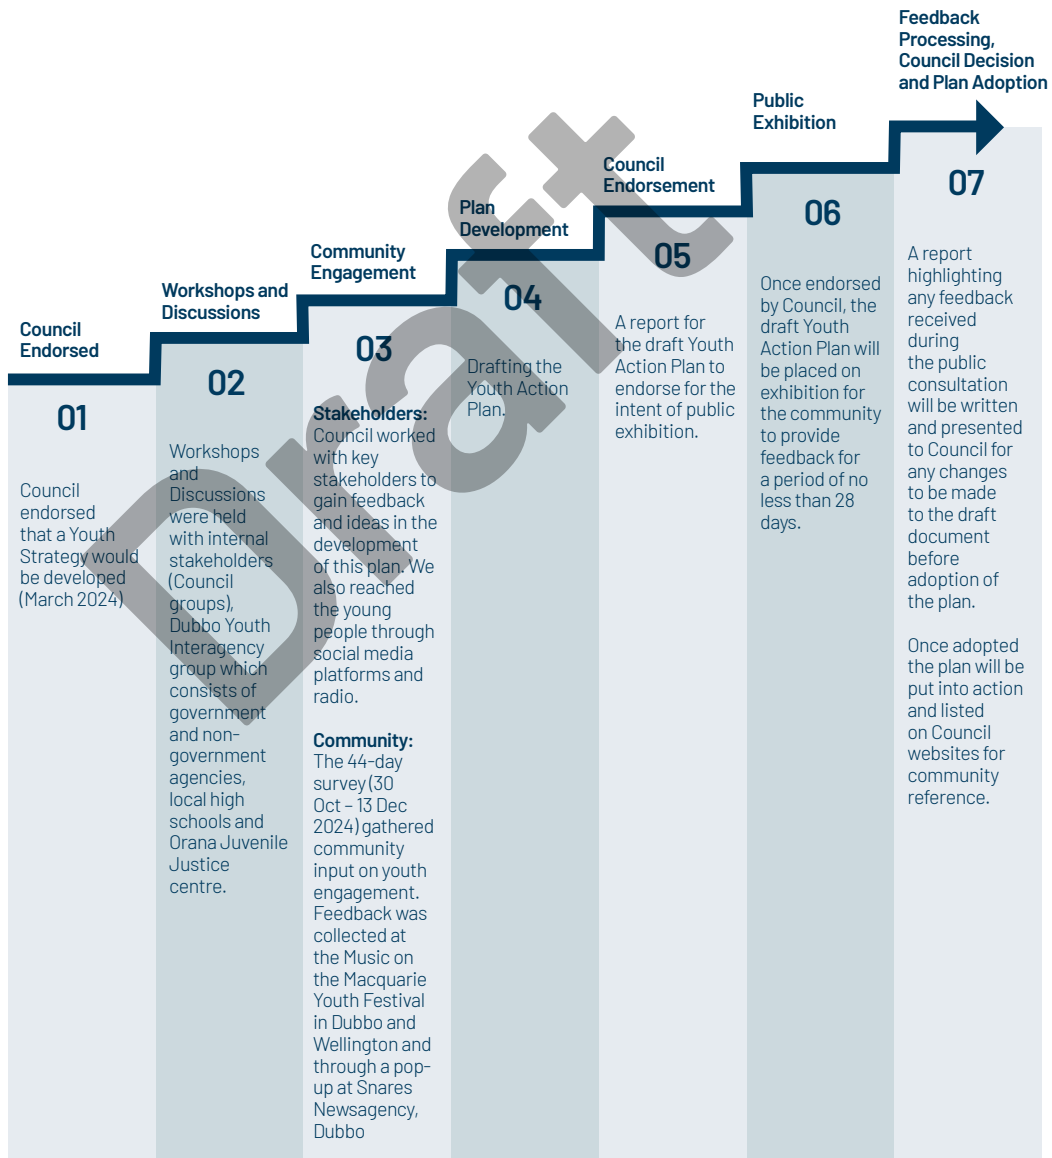 Council
Endorsed
01
Council
endorsed
that a Youth
Strategy would
be developed
(March 2024)
Workshops and
Discussions
02
Workshops
and
Discussions
were held
with internal
stakeholders
(Council
groups),
Dubbo Youth
Interagency
group which
consists of
government
and non-
government
agencies,
local high
schools and
Orana Juvenile
Justice
centre.
Community
Engagement
03
Stakeholders:
Council worked
with key
stakeholders to
gain feedback
and ideas in the
development
of this plan. We
also reached
the young
people through
social media
platforms and
radio.
Community:
The 44-day
survey (30
Oct – 13 Dec
2024) gathered
community
input on youth
engagement.
Feedback was
collected at
the Music on
the Macquarie
Youth Festival
in Dubbo and
Wellington and
through a pop-
up at Snares
Newsagency,
Dubbo
Plan
Development
04
Drafting the
Youth Action
Plan.
Council
Endorsement
05
A report for
the draft Youth
Action Plan to
endorse for the
intent of public
exhibition.
Public
Exhibition
06
Once endorsed
by Council, the
draft Youth
Action Plan will
be placed on
exhibition for
the community
to provide
feedback for
a period of no
less than 28
days.
Feedback
Processing,
Council Decision
and Plan Adoption
07
A report
highlighting
any feedback
received
during
the public
consultation
will be written
and presented
to Council for
any changes
to be made
to the draft
document
before
adoption of
the plan.
Once adopted
the plan will be
put into action
and listed
on Council
websites for
community
reference.
Draft